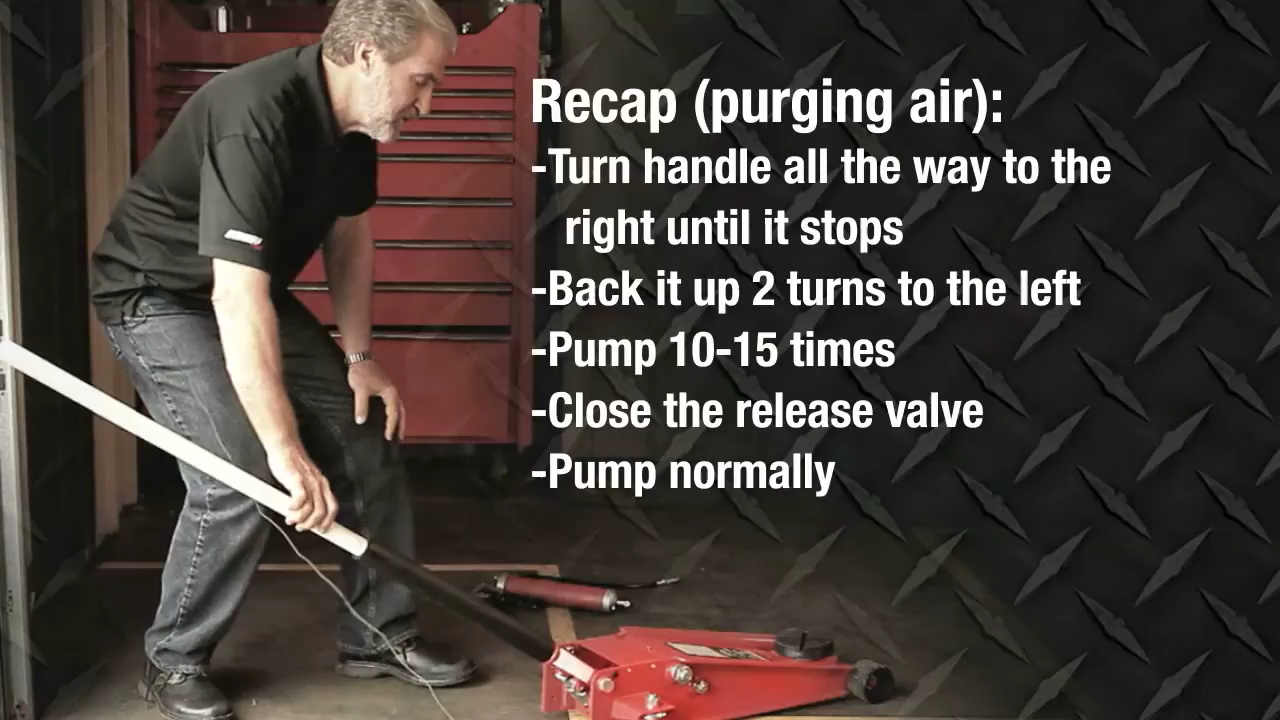 Recap (purging air):
-Turn handle all the way to the
right until it stops
-Back it up 2 turns to the left
-Pump 10-15 times
-Close the release valve
-Pump normally